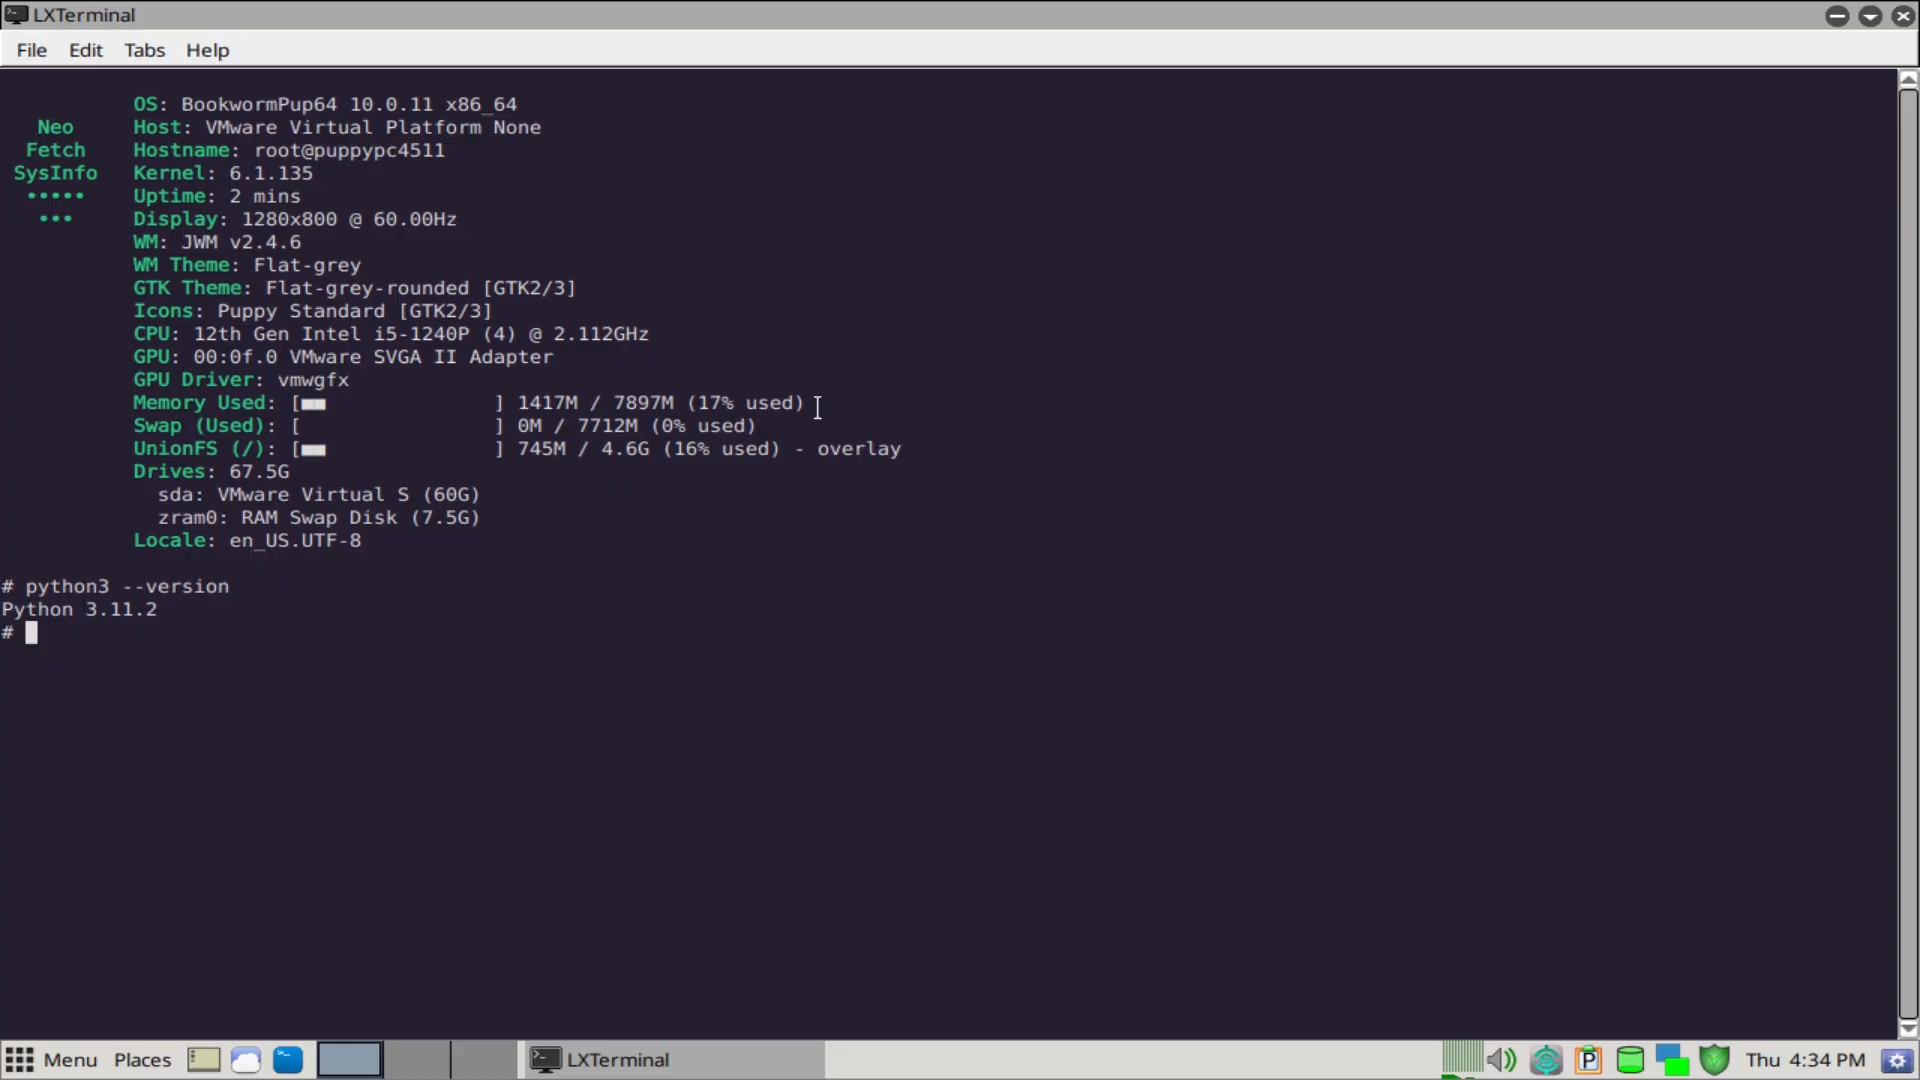 LXTerminal
File Edit Tabs Help
OS: BookwormPup64 10.0.11 x86_64
Neo Host: VMware Virtual Platform None
Fetch Hostname: root@puppypc4511
SysInfo Kernel: 6.1.135
••••• Uptime: 2 mins
••• Display: 1280x800 @ 60.00Hz
WM: JWM v2.4.6
WM Theme: Flat-grey
GTK Theme: Flat-grey-rounded [GTK2/3]
Icons: Puppy Standard [GTK2/3]
CPU: 12th Gen Intel i5-1240P (4) @ 2.112GHz
GPU: 00:0f.0 VMware SVGA II Adapter
GPU Driver: vmwgfx
Memory Used: [■■ ] 1417M / 7897M (17% used)
Swap (Used): [ ] 0M / 7712M (0% used)
UnionFS (/): [■■ ] 745M / 4.6G (16% used) - overlay
Drives: 67.5G
sda: VMware Virtual S (60G)
zram0: RAM Swap Disk (7.5G)
Locale: en_US.UTF-8
# python3 --version
Python 3.11.2
#
Menu Places LXTerminal P Thu 4:34 PM